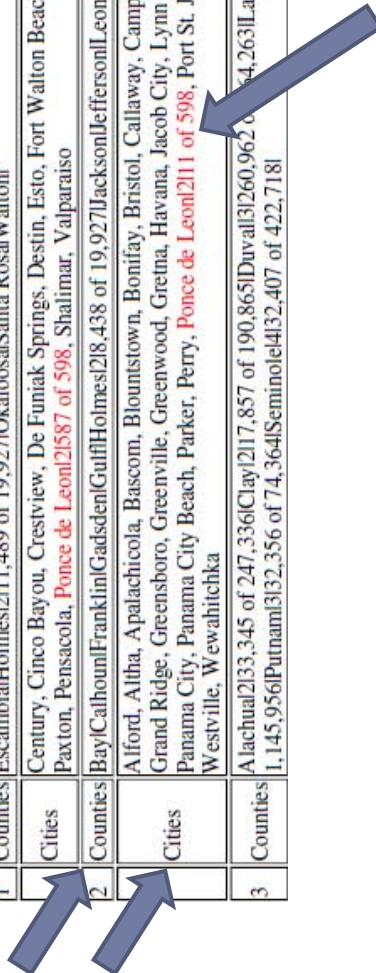 1 Counties Escambia|Holmes|2|11,489 of 19,927|Okaloosa|Santa Rosa|Walton|
Cities Century, Cinco Bayou, Crestview, De Funiak Springs, Destin, Esto, Fort Walton Beac
Paxton, Pensacola, Ponce de Leon|2|587 of 598, Shalimar, Valparaiso
2 Counties Bay|Calhoun|Franklin|Gadsden|Gulf|Holmes|2|8,438 of 19,927|Jackson|Jefferson|Leon
Cities Alford, Altha, Apalachicola, Bascom, Blountstown, Bonifay, Bristol, Callaway, Camp
Grand Ridge, Greensboro, Greenville, Greenwood, Gretna, Havana, Jacob City, Lynn
Panama City, Panama City Beach, Parker, Perry, Ponce de Leon|2|11 of 598, Port St. J
Westville, Wewahitchka
3 Counties Alachua|2|33,345 of 247,336|Clay|2|17,857 of 190,865|Duval|3|260,962 64,263|La
1,145,956|Putnam|3|32,356 of 74,364|Seminole|4|32,407 of 422,718|